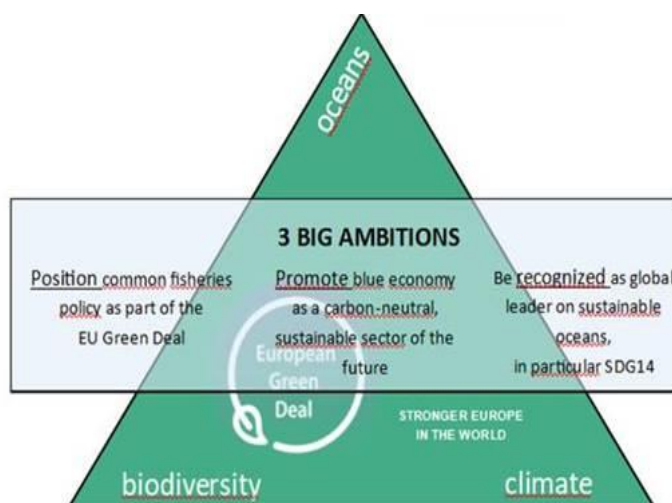 oceans
3 BIG AMBITIONS
Position common fisheries
policy as part of the
EU Green Deal
Promote blue economy
as a carbon-neutral,
sustainable sector of the
future
Be recognized as global
leader on sustainable
oceans,
in particular SDG14
European
Green
Deal
STRONGER EUROPE
IN THE WORLD
biodiversity
climate